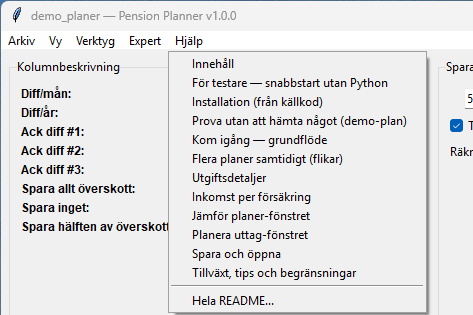 demo_planer — Pension Planner v1.0.0
Arkiv Vy Verktyg Expert Hjälp
Kolumnbeskrivning
Diff/mån:
Diff/år:
Ack diff #1:
Ack diff #2:
Ack diff #3:
Spara allt överskott:
Spara inget:
Spara hälften av överskott
Innehåll
För testare — snabbstart utan Python
Installation (från källkod)
Prova utan att hämta något (demo-plan)
Kom igång — grundflöde
Flera planer samtidigt (flikar)
Utgiftsdetaljer
Inkomst per försäkring
Jämför planer-fönstret
Planera uttag-fönstret
Spara och öppna
Tillväxt, tips och begränsningar
Hela README...
Spara
5
T
Räkr